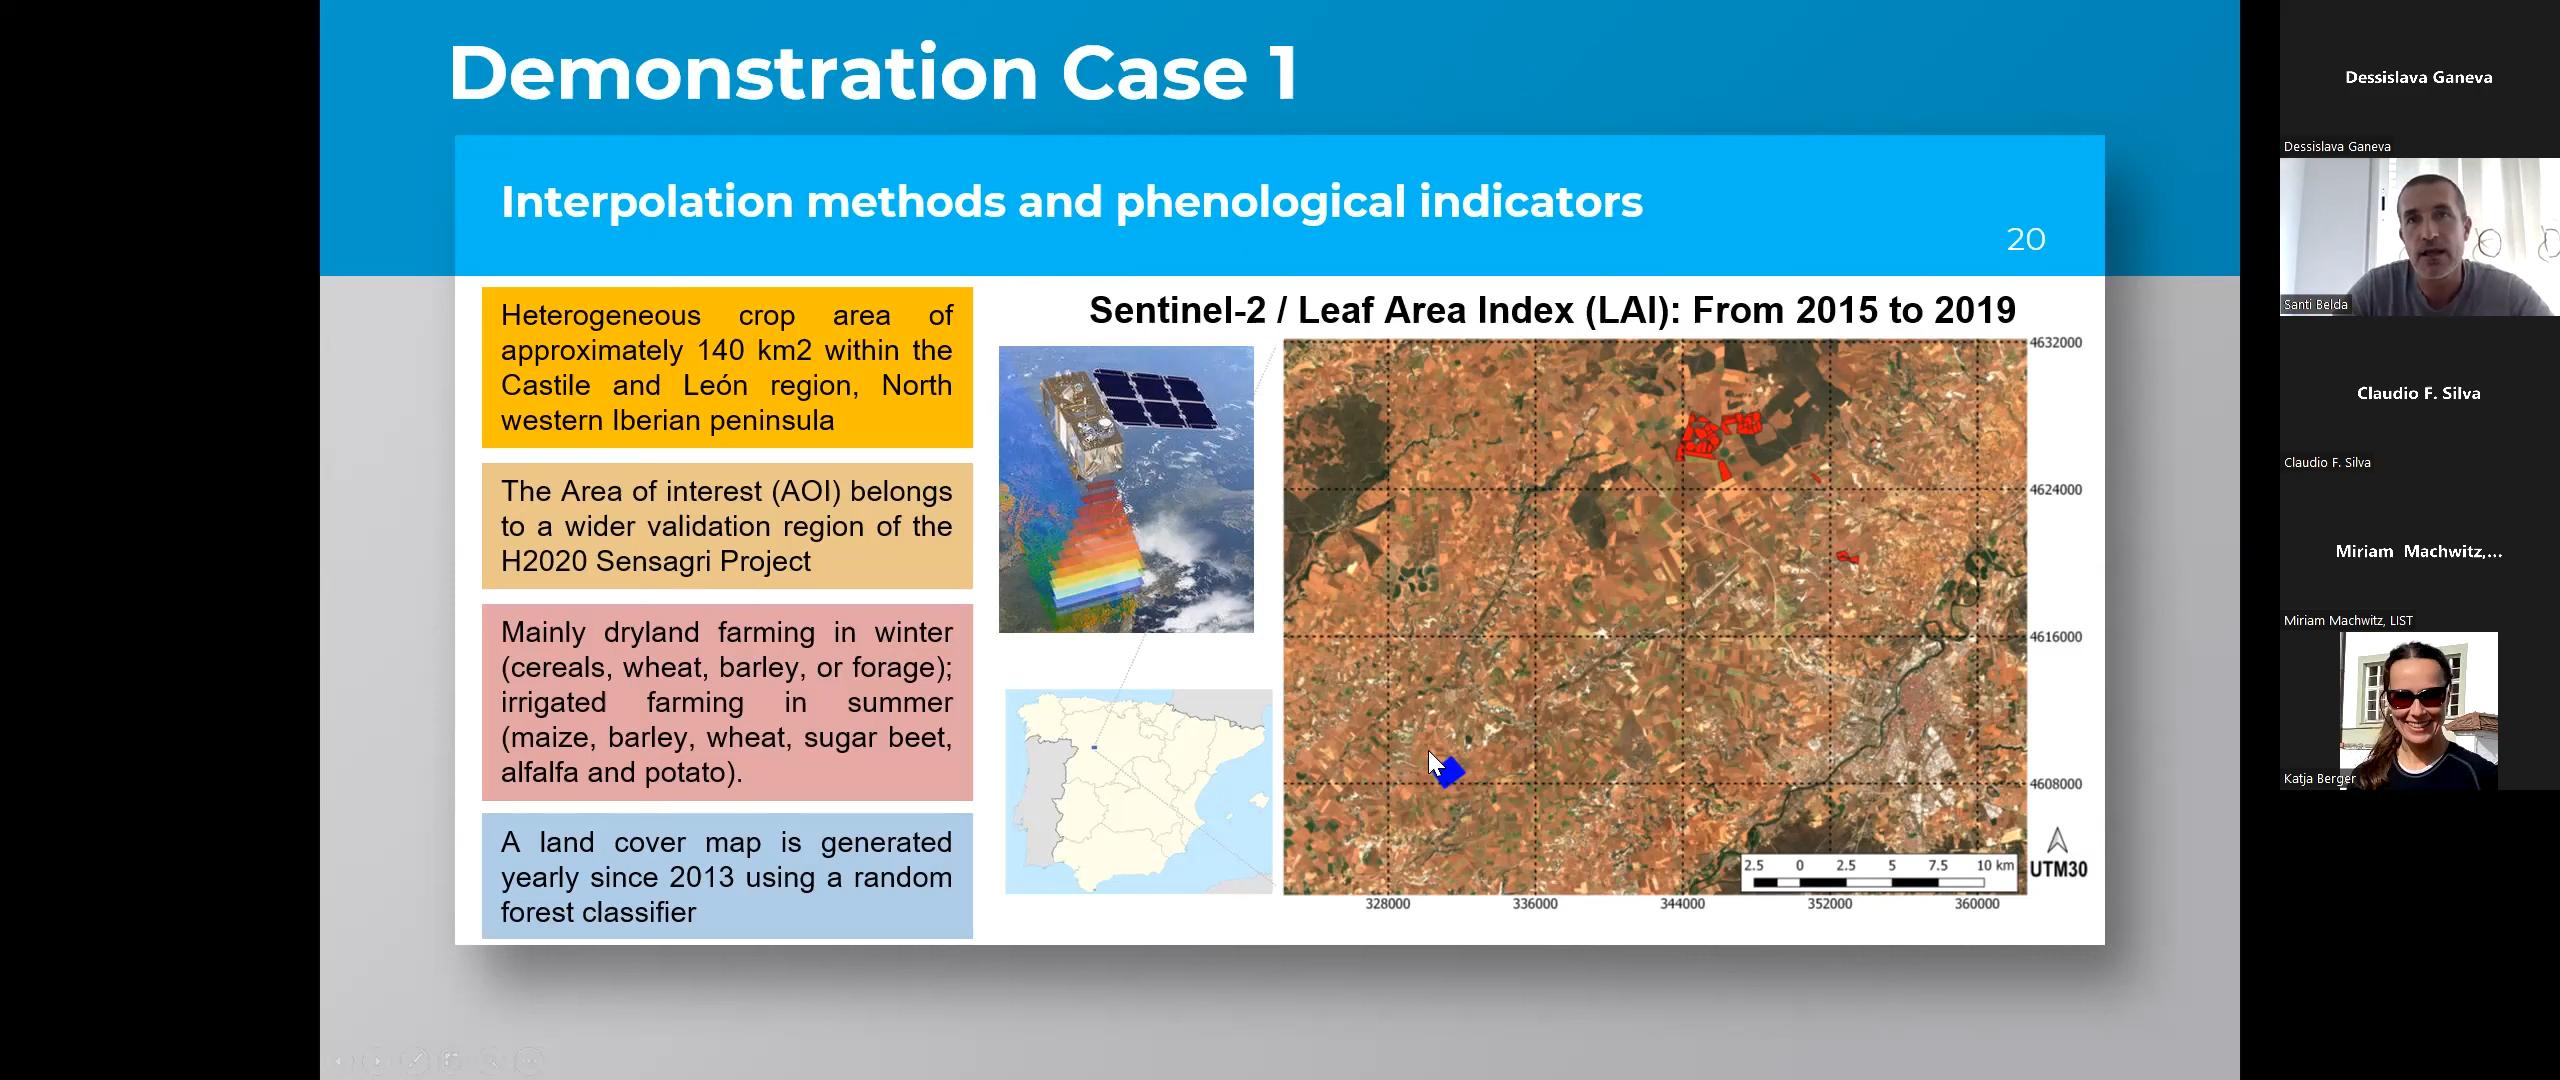 Demonstration Case 1
Interpolation methods and phenological indicators
20
Heterogeneous crop area of
approximately 140 km2 within the
Castile and León region, North
western Iberian peninsula
The Area of interest (AOI) belongs
to a wider validation region of the
H2020 Sensagri Project
Mainly dryland farming in winter
(cereals, wheat, barley, or forage);
irrigated farming in summer
(maize, barley, wheat, sugar beet,
alfalfa and potato).
A land cover map is generated
yearly since 2013 using a random
forest classifier
Sentinel-2 / Leaf Area Index (LAI): From 2015 to 2019
4632000
4624000
4616000
4608000
UTM30
2.5 0 2.5 5 7.5 10 km
328000 336000 344000 352000 360000
Dessislava Ganeva
Dessislava Ganeva
Santi Belda
Claudio F. Silva
Claudio F. Silva
Miriam Machwitz,...
Miriam Machwitz, LIST
Katja Berger